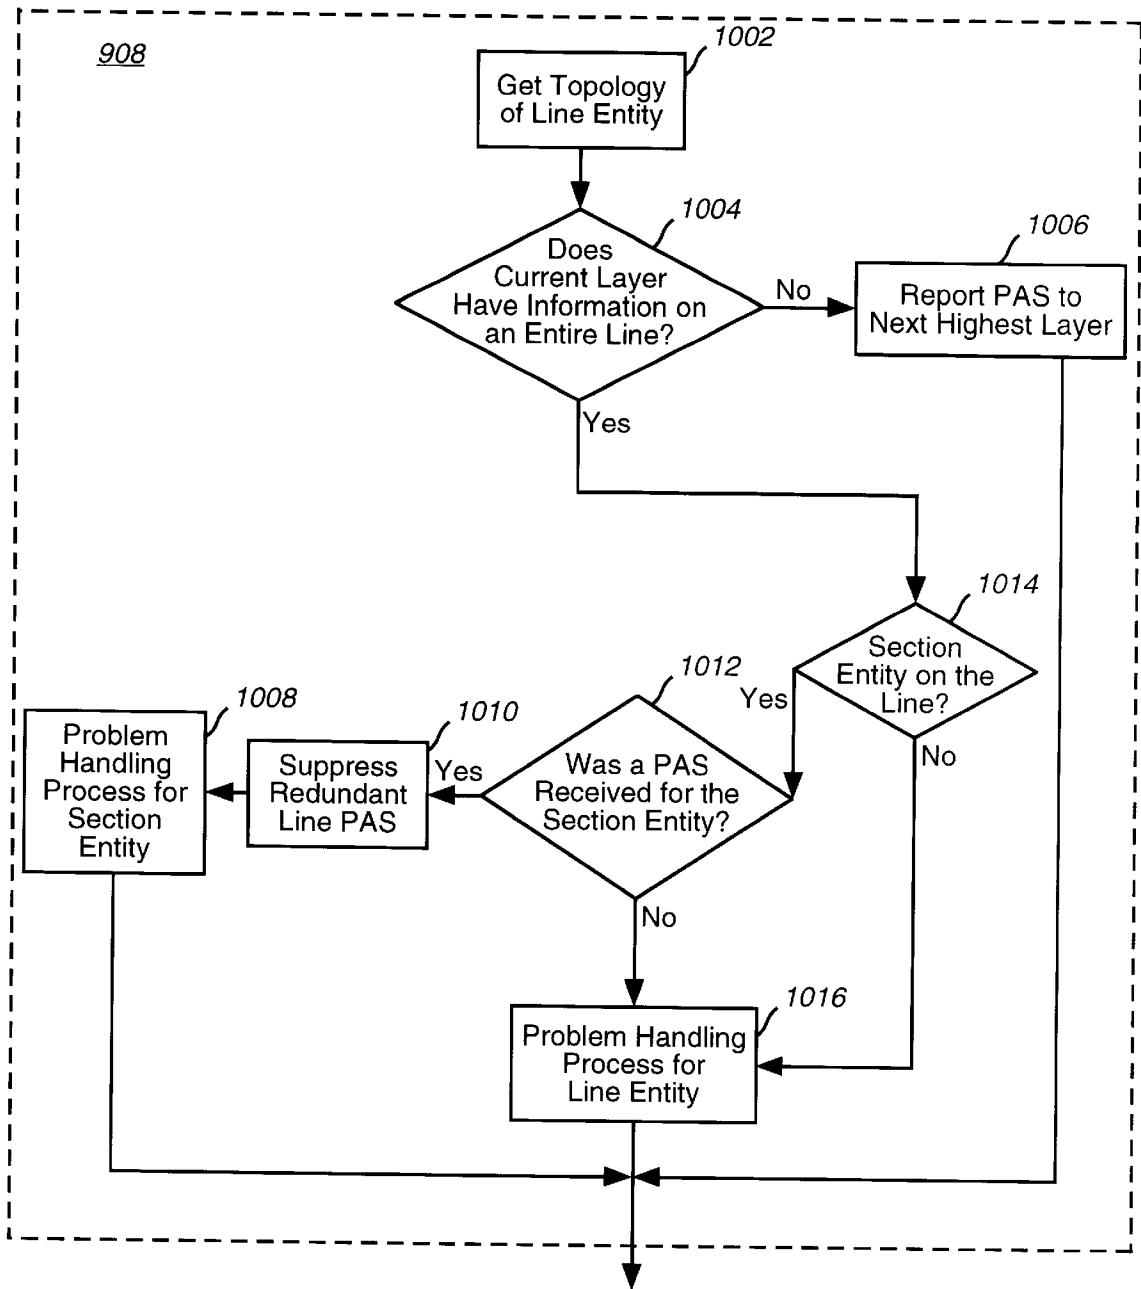 908
1002
Get Topology
of Line Entity
1004
Does
Current Layer
Have Information on
an Entire Line?
No
1006
Report PAS to
Next Highest Layer
Yes
1014
Section
Entity on the
Line?
Yes
No
1012
Was a PAS
Received for the
Section Entity?
Yes
No
1010
Suppress
Redundant
Line PAS
1008
Problem
Handling
Process for
Section
Entity
1016
Problem Handling
Process for
Line Entity